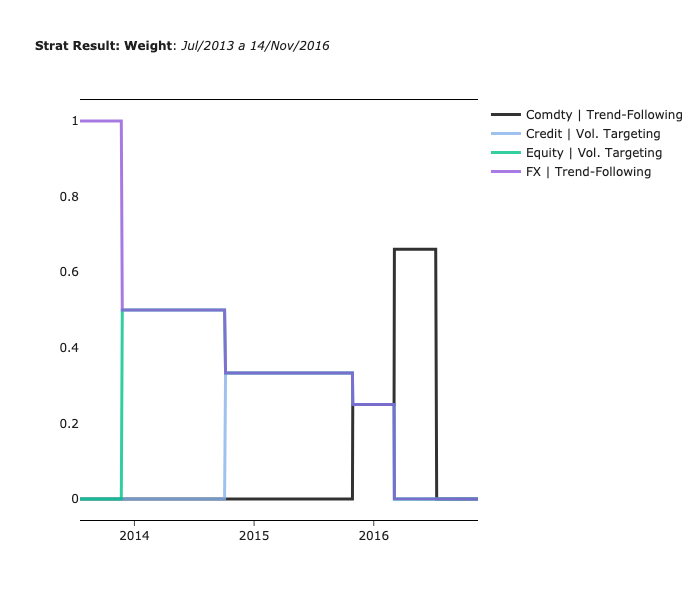 Strat Result: Weight: Jul/2013 a 14/Nov/2016
Comdty | Trend-Following
Credit | Vol. Targeting
Equity | Vol. Targeting
FX | Trend-Following
1
0.8
0.6
0.4
0.2
0
2014 2015 2016